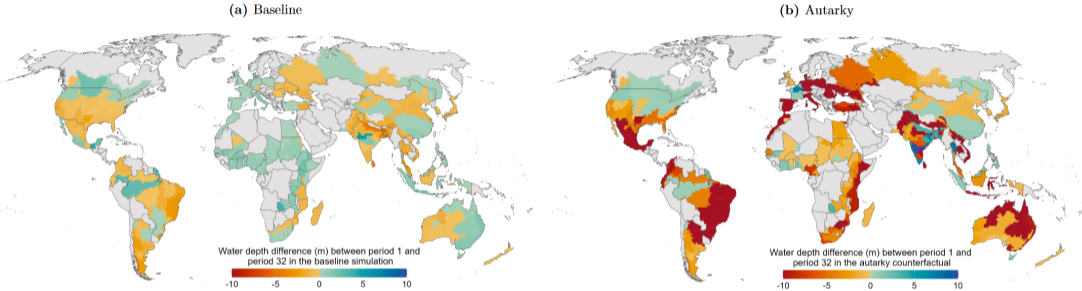 (a) Baseline
(b) Autarky
Water depth difference (m) between period 1 and
period 32 in the baseline simulation
-10 -5 0 5 10
Water depth difference (m) between period 1 and
period 32 in the autarky counterfactual
-10 -5 0 5 10